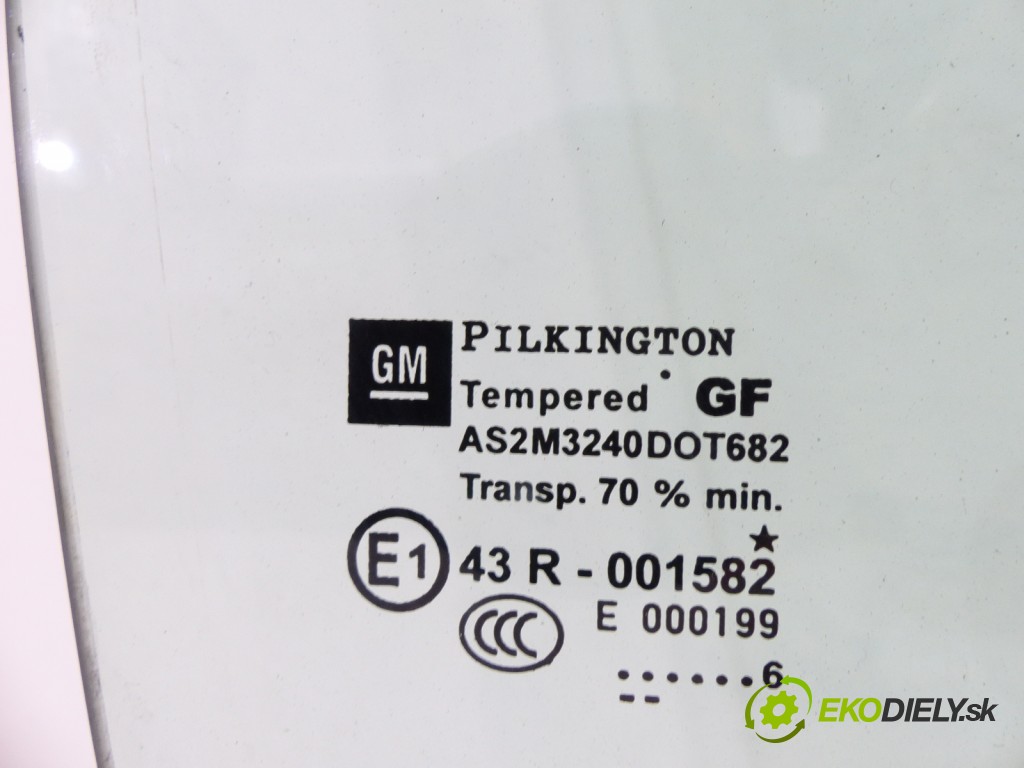 GM
PILKINGTON
Tempered GF
AS2M3240DOT682
Transp. 70 % min.
E1 43 R - 001582
CCC
E 000199
......6
EKODIELY.sk